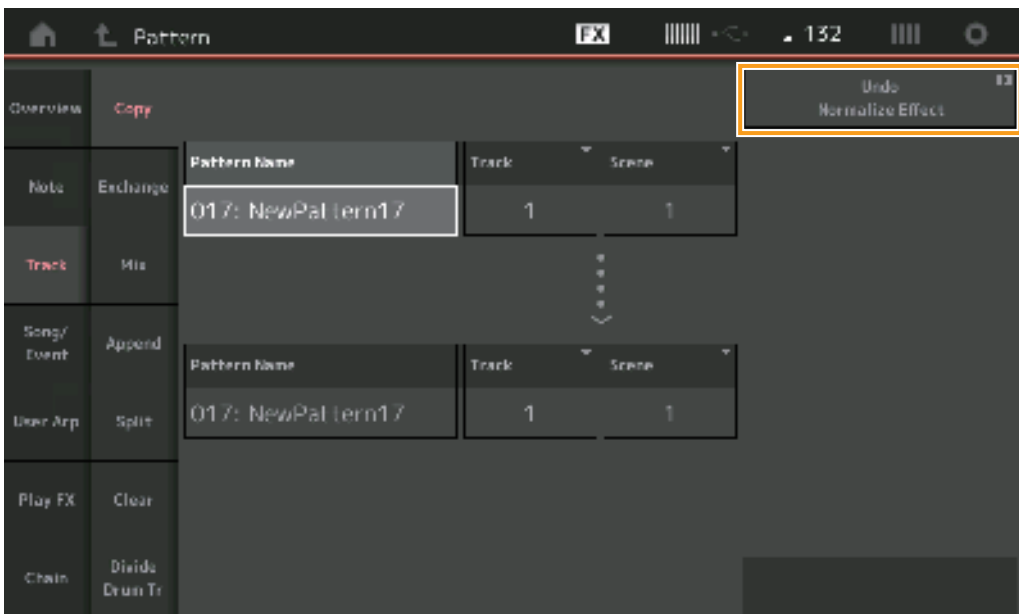 Pattern
FX
132
Overview
Copy
Undo
Normalize Effect
Pattern Name
Track
Scene
Note
Exchange
017: NewPattern17
1
1
Track
Mix
Song/
Event
Append
Pattern Name
Track
Scene
User Arp
Split
017: NewPattern17
1
1
Play FX
Clear
Chain
Divide
Drum Tr